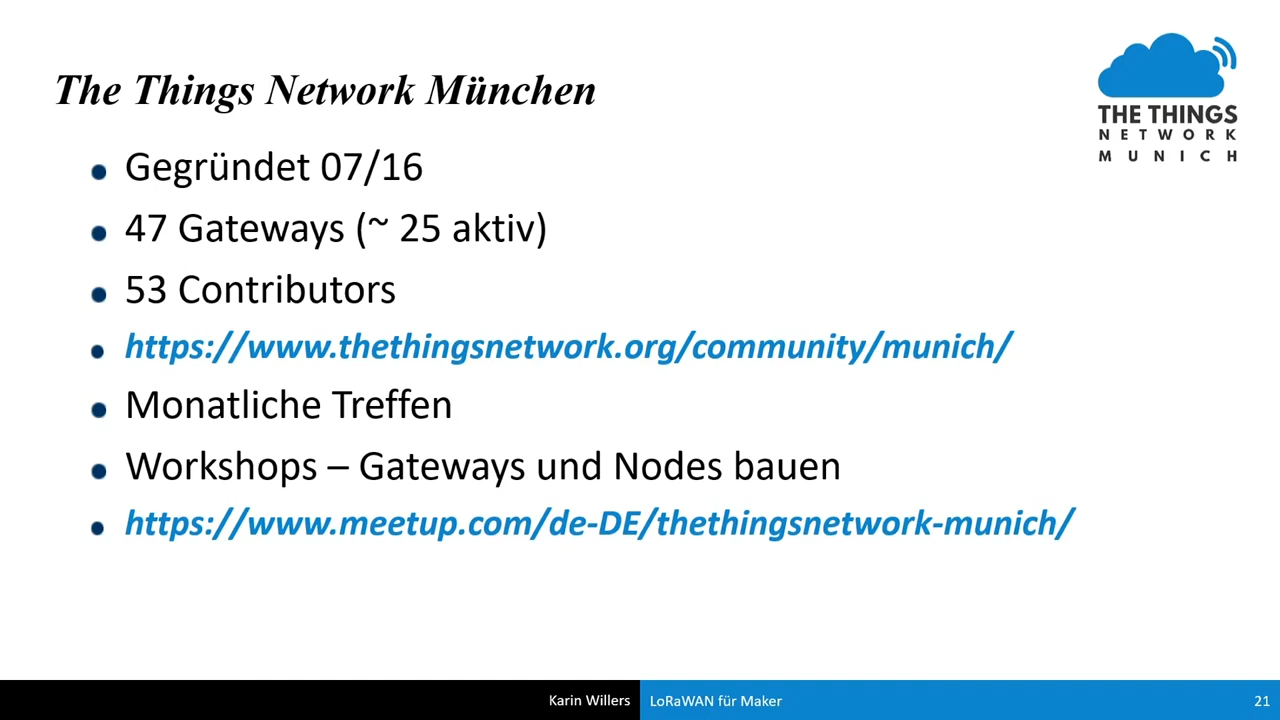 The Things Network München
THE THINGS
NETWORK
MUNICH
Gegründet 07/16
47 Gateways (~ 25 aktiv)
53 Contributors
https://www.thethingsnetwork.org/community/munich/
Monatliche Treffen
Workshops – Gateways und Nodes bauen
https://www.meetup.com/de-DE/thethingsnetwork-munich/
Karin Willers
LoRaWAN für Maker
21